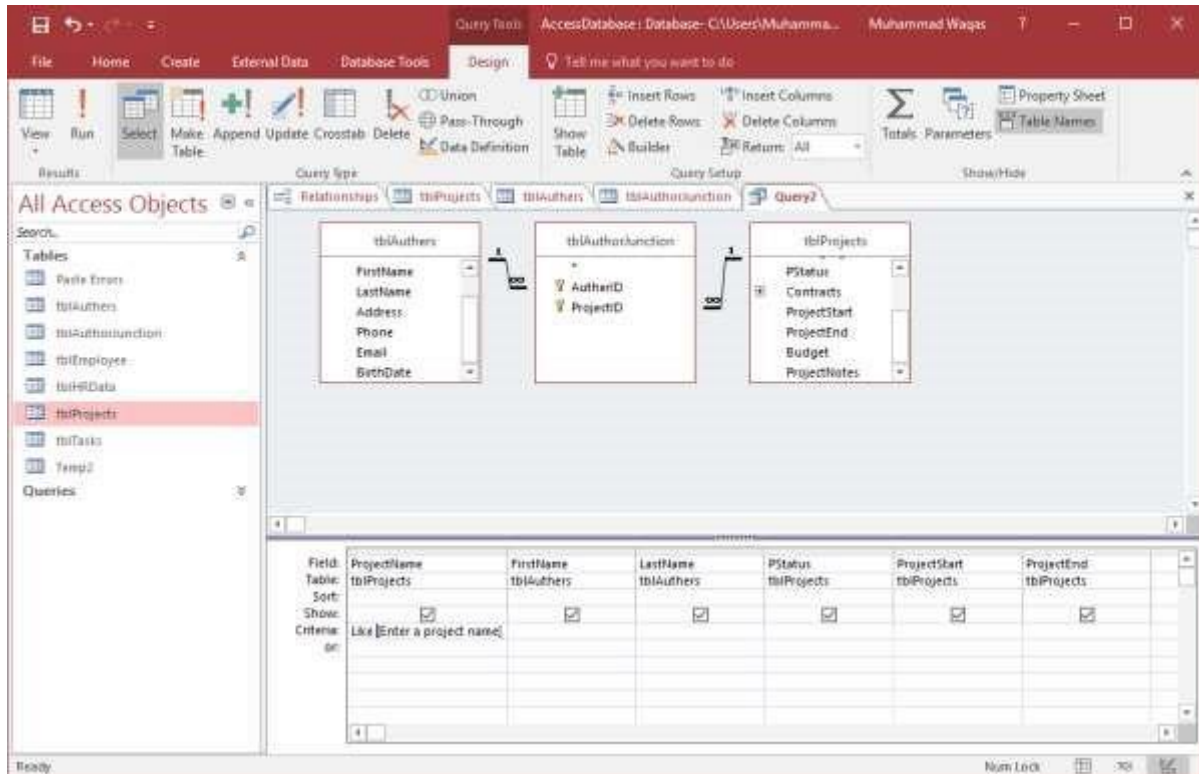 Query Tools AccessDatabase : Database- C:\Users\Muhamma... Muhammad Waqas ?
File Home Create External Data Database Tools Design Tell me what you want to do
View Run Select Make Table Append Update Crosstab Delete
Union
Pass-Through
Data Definition
Show Table
Insert Rows
Delete Rows
Builder
Insert Columns
Delete Columns
Return: All
Totals Parameters
Property Sheet
Table Names
Results Query Type Query Setup Show/Hide
All Access Objects
Search...
Tables
Paste Errors
tblAuthers
tblAuthorJunction
tblEmployee
tblHRData
tblProjects
tblTasks
Temp2
Queries
Relationships tblProjects tblAuthers tblAuthorJunction Query7
tblAuthers
FirstName
LastName
Address
Phone
Email
BirthDate
1
∞
tblAuthorJunction
*
AutherID
ProjectID
1
∞
tblProjects
PStatus
Contracts
ProjectStart
ProjectEnd
Budget
ProjectNotes
Field: ProjectName FirstName LastName PStatus ProjectStart ProjectEnd
Table: tblProjects tblAuthers tblAuthers tblProjects tblProjects tblProjects
Sort:
Show:
Criteria: Like [Enter a project name]
or:
Ready Num Lock SQL